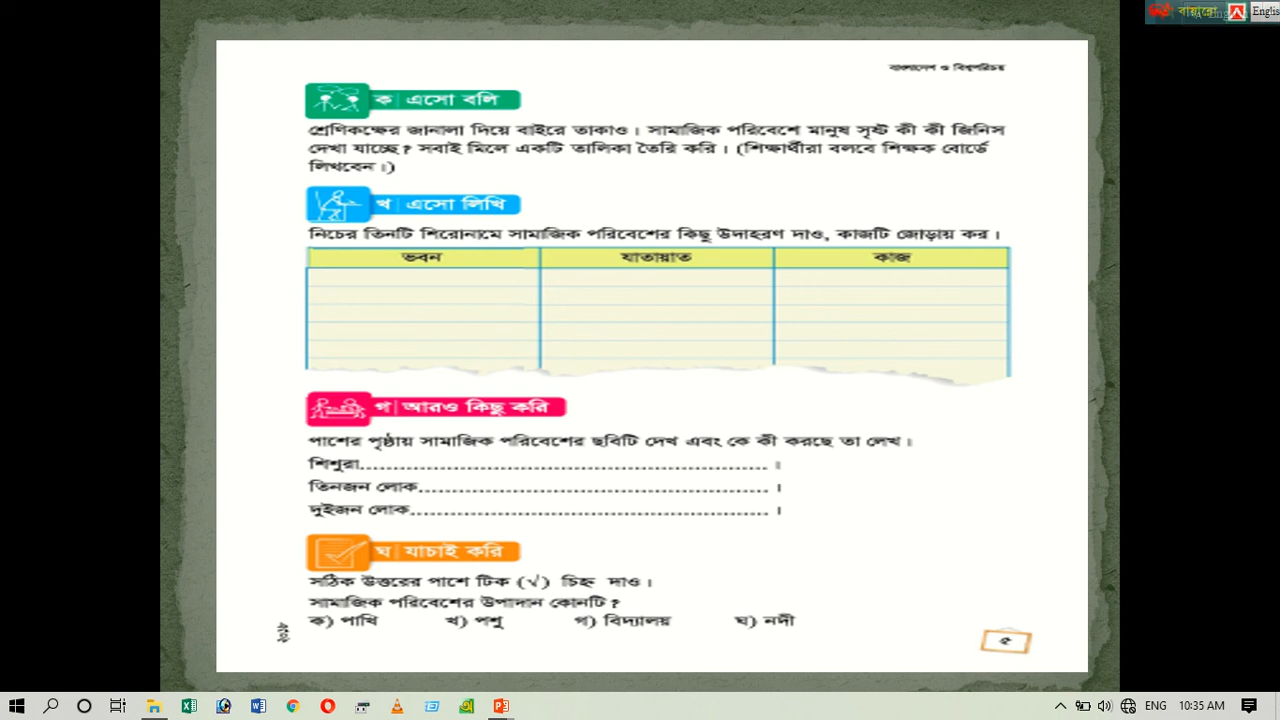 বায়ান্নো
বাংলাদেশ ও বিশ্বপরিচয়
ক এসো বলি
শ্রেণিকক্ষের জানালা দিয়ে বাইরে তাকাও। সামাজিক পরিবেশে মানুষ সৃষ্ট কী কী জিনিস
দেখা যাচ্ছে? সবাই মিলে একটি তালিকা তৈরি করি। (শিক্ষার্থীরা বলবে শিক্ষক বোর্ডে
লিখবেন।)
খ এসো লিখি
নিচের তিনটি শিরোনামে সামাজিক পরিবেশের কিছু উদাহরণ দাও, কাজটি জোড়ায় কর।
ভবন যাতায়াত কাজ
গ আরও কিছু করি
পাশের পৃষ্ঠায় সামাজিক পরিবেশের ছবিটি দেখ এবং কে কী করছে তা লেখ।
শিশুরা..............................................................।
তিনজন লোক.....................................................।
দুইজন লোক......................................................।
ঘ যাচাই করি
সঠিক উত্তরের পাশে টিক (√) চিহ্ন দাও।
সামাজিক পরিবেশের উপাদান কোনটি?
ক) পাখি খ) পশু গ) বিদ্যালয় ঘ) নদী
২০১৮
৫
ENG 10:35 AM